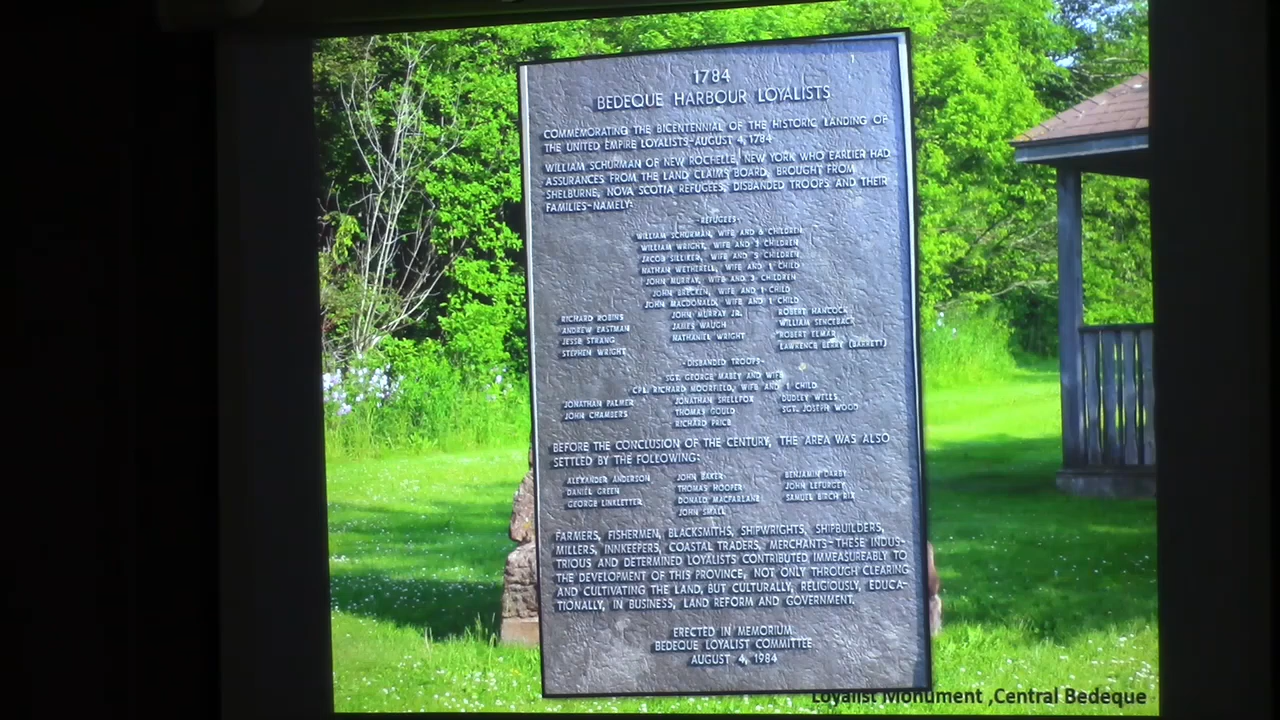 1784
BEDEQUE HARBOUR LOYALISTS
COMMEMORATING THE BICENTENNIAL OF THE HISTORIC LANDING OF
THE UNITED EMPIRE LOYALISTS-AUGUST 4, 1784
WILLIAM SCHURMAN OF NEW ROCHELLE, NEW YORK WHO EARLIER HAD
ASSURANCES FROM THE LAND CLAIMS BOARD, BROUGHT FROM
SHELBURNE, NOVA SCOTIA REFUGEES, DISBANDED TROOPS AND THEIR
FAMILIES-NAMELY:
-REFUGEES-
WILLIAM SCHURMAN, WIFE AND 6 CHILDREN
WILLIAM WRIGHT, WIFE AND 3 CHILDREN
JACOB SILLIKER, WIFE AND 5 CHILDREN
NATHAN WETHERELL, WIFE AND 1 CHILD
JOHN MURRAY, WIFE AND 3 CHILDREN
JOHN BRECKEN, WIFE AND 1 CHILD
JOHN MACDONALD, WIFE AND 1 CHILD
RICHARD ROBINS JOHN MURRAY JR. ROBERT HANCOCK
ANDREW EASTMAN JAMES WAUGH WILLIAM SENCEBACK
JESSE STRANG NATHANIEL WRIGHT ROBERT ELMAR
STEPHEN WRIGHT LAWRENCE BERRY (BARRETT)
-DISBANDED TROOPS-
SGT. GEORGE MABEY AND WIFE
CPL. RICHARD MOORFIELD, WIFE AND 1 CHILD
JONATHAN PALMER JONATHAN SHELLFOX DUDLEY WELLS
JOHN CHAMBERS THOMAS GOULD SGT. JOSEPH WOOD
RICHARD PRICE
BEFORE THE CONCLUSION OF THE CENTURY, THE AREA WAS ALSO
SETTLED BY THE FOLLOWING:
ALEXANDER ANDERSON JOHN BAKER BENJAMIN DARBY
DANIEL GREEN THOMAS HOOPER JOHN LEFURGEY
GEORGE LINKLETTER DONALD MACFARLANE SAMUEL BIRCH RIX
JOHN SMALL
FARMERS, FISHERMEN, BLACKSMITHS, SHIPWRIGHTS, SHIPBUILDERS,
MILLERS, INNKEEPERS, COASTAL TRADERS, MERCHANTS-THESE INDUS-
TRIOUS AND DETERMINED LOYALISTS CONTRIBUTED IMMEASUREABLY TO
THE DEVELOPMENT OF THIS PROVINCE, NOT ONLY THROUGH CLEARING
AND CULTIVATING THE LAND, BUT CULTURALLY, RELIGIOUSLY, EDUCA-
TIONALLY, IN BUSINESS, LAND REFORM AND GOVERNMENT.
ERECTED IN MEMORIUM
BEDEQUE LOYALIST COMMITTEE
AUGUST 4, 1984
Loyalist Monument ,Central Bedeque